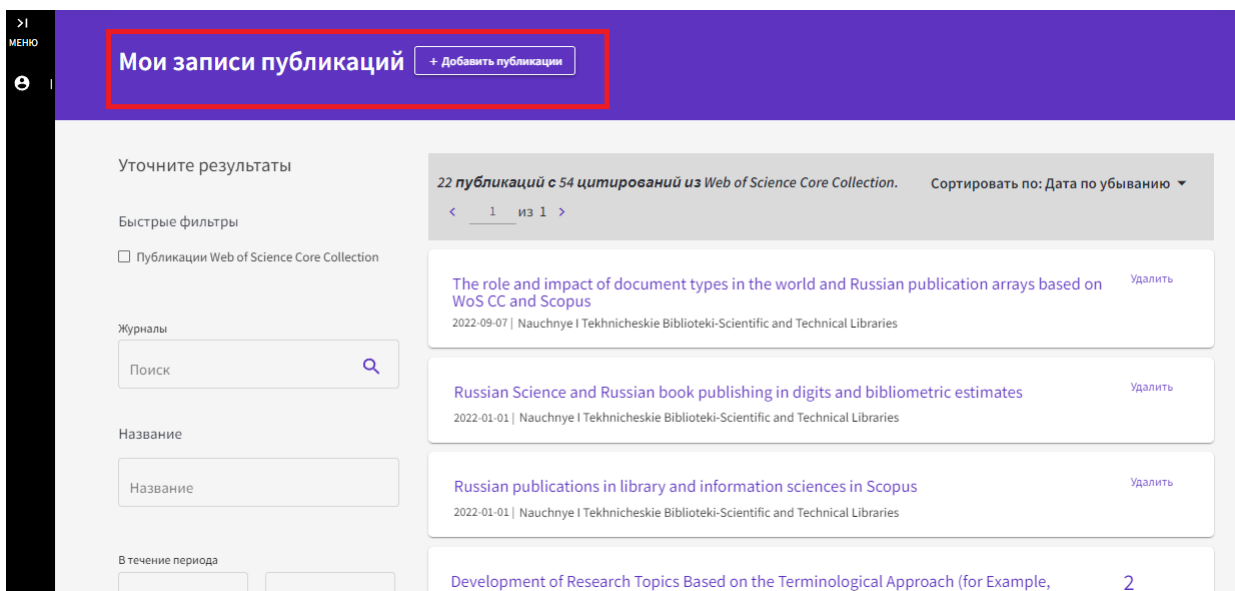 МЕНЮ
Мои записи публикаций
+ Добавить публикации
Уточните результаты
Быстрые фильтры
Публикации Web of Science Core Collection
Журналы
Поиск
Название
Название
В течение периода
22 публикаций с 54 цитирований из Web of Science Core Collection.
Сортировать по: Дата по убыванию
< 1 из 1 >
The role and impact of document types in the world and Russian publication arrays based on
WoS CC and Scopus
Удалить
2022-09-07 | Nauchnye I Tekhnicheskie Biblioteki-Scientific and Technical Libraries
Russian Science and Russian book publishing in digits and bibliometric estimates
Удалить
2022-01-01 | Nauchnye I Tekhnicheskie Biblioteki-Scientific and Technical Libraries
Russian publications in library and information sciences in Scopus
Удалить
2022-01-01 | Nauchnye I Tekhnicheskie Biblioteki-Scientific and Technical Libraries
Development of Research Topics Based on the Terminological Approach (for Example,
2